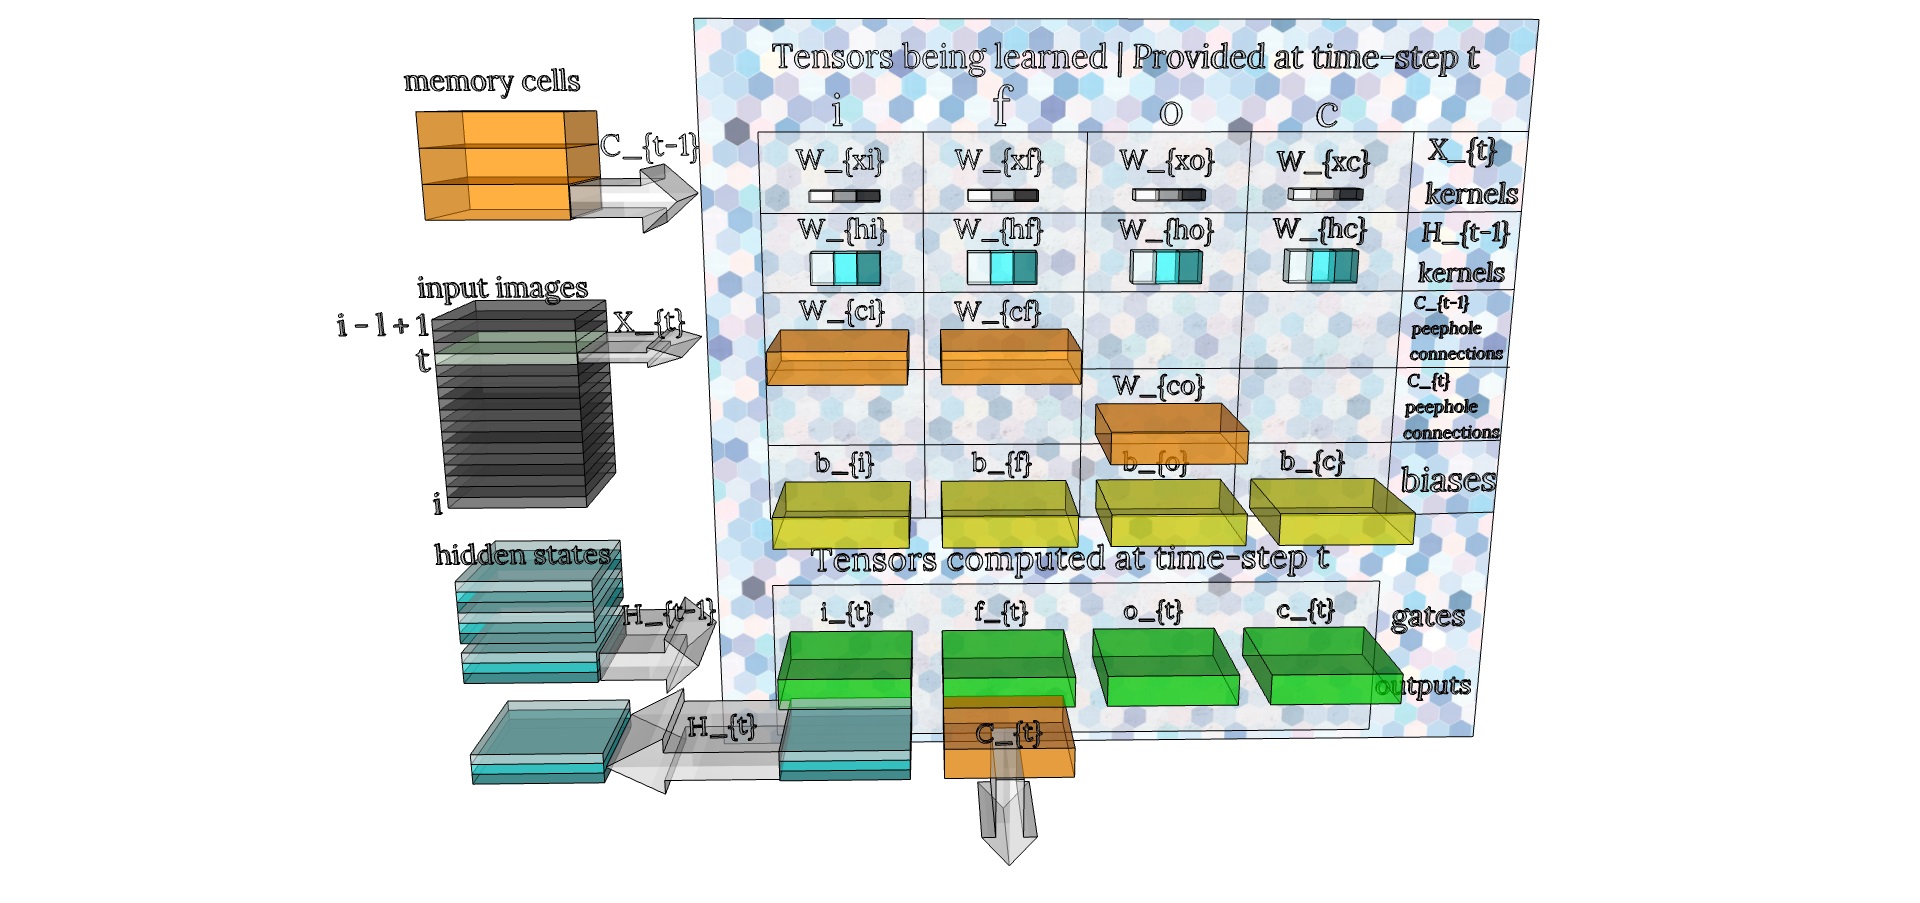 Tensors being learned | Provided at time-step t
memory cells
i
f
o
c
C_{t-1}
W_{xi}
W_{xf}
W_{xo}
W_{xc}
X_{t}
kernels
W_{hi}
W_{hf}
W_{ho}
W_{hc}
H_{t-1}
kernels
input images
i - l + 1
t
i
X_{t}
W_{ci}
W_{cf}
C_{t-1}
peephole
connections
W_{co}
C_{t}
peephole
connections
b_{i}
b_{f}
b_{o}
b_{c}
biases
hidden states
H_{t-1}
Tensors computed at time-step t
i_{t}
f_{t}
o_{t}
c_{t}
gates
outputs
H_{t}
C_{t}